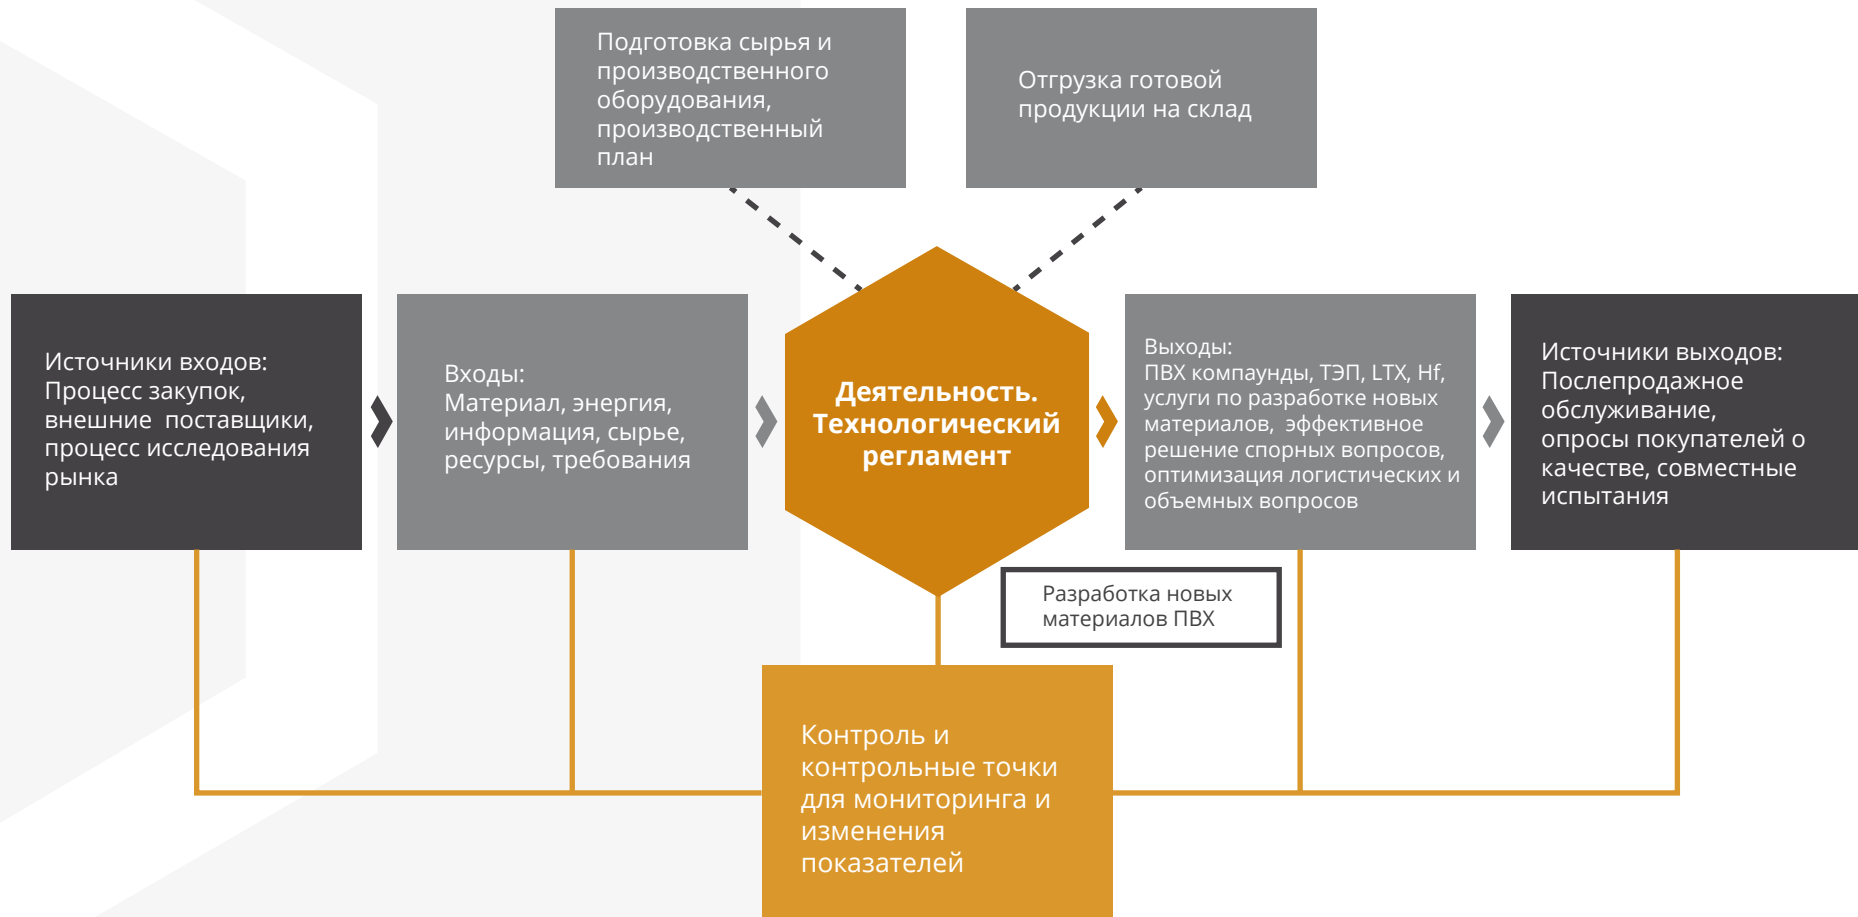 Подготовка сырья и
производственного
оборудования,
производственный
план
Отгрузка готовой
продукции на склад
Источники входов:
Процесс закупок,
внешние  поставщики,
процесс исследования
рынка
Входы:
Материал, энергия,
информация, сырье,
ресурсы, требования
Деятельность.
Технологический
регламент
Выходы:
ПВХ компаунды, ТЭП, LTX, Hf,
услуги по разработке новых
материалов,  эффективное
решение спорных вопросов,
оптимизация логистических и
объемных вопросов
Источники выходов:
Послепродажное
обслуживание,
опросы покупателей о
качестве, совместные
испытания
Разработка новых
материалов ПВХ
Контроль и
контрольные точки
для мониторинга и
изменения
показателей